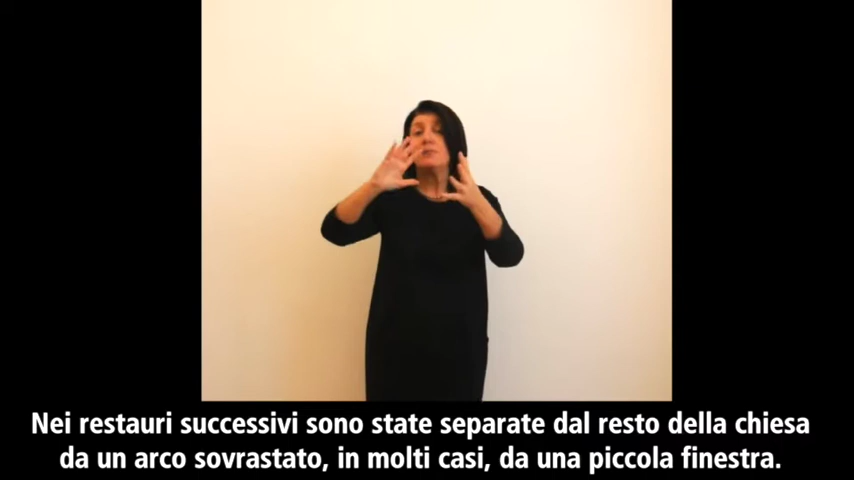 Nei restauri successivi sono state separate dal resto della chiesa
da un arco sovrastato, in molti casi, da una piccola finestra.